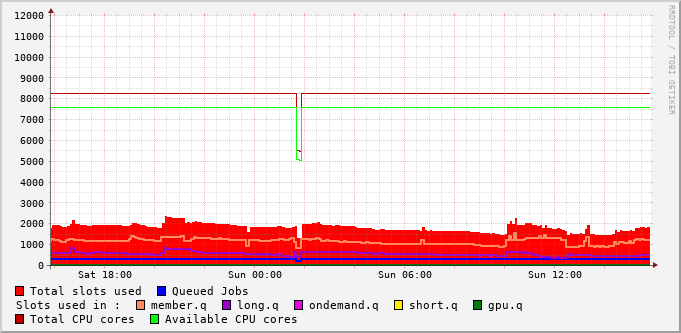 RRDTOOL / TOBI OETIKER
12000
11000
10000
9000
8000
7000
6000
5000
4000
3000
2000
1000
0
Sat 18:00 Sun 00:00 Sun 06:00 Sun 12:00
Total slots used Queued Jobs
Slots used in : member.q long.q ondemand.q short.q gpu.q
Total CPU cores Available CPU cores